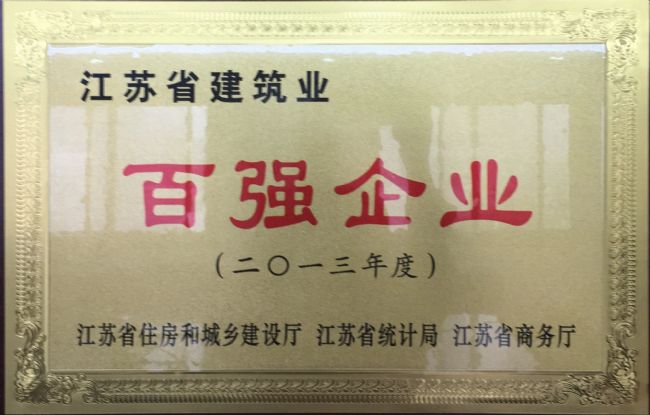 江苏省建筑业
百强企业
(二〇一三年度)
江苏省住房和城乡建设厅 江苏省统计局 江苏省商务厅